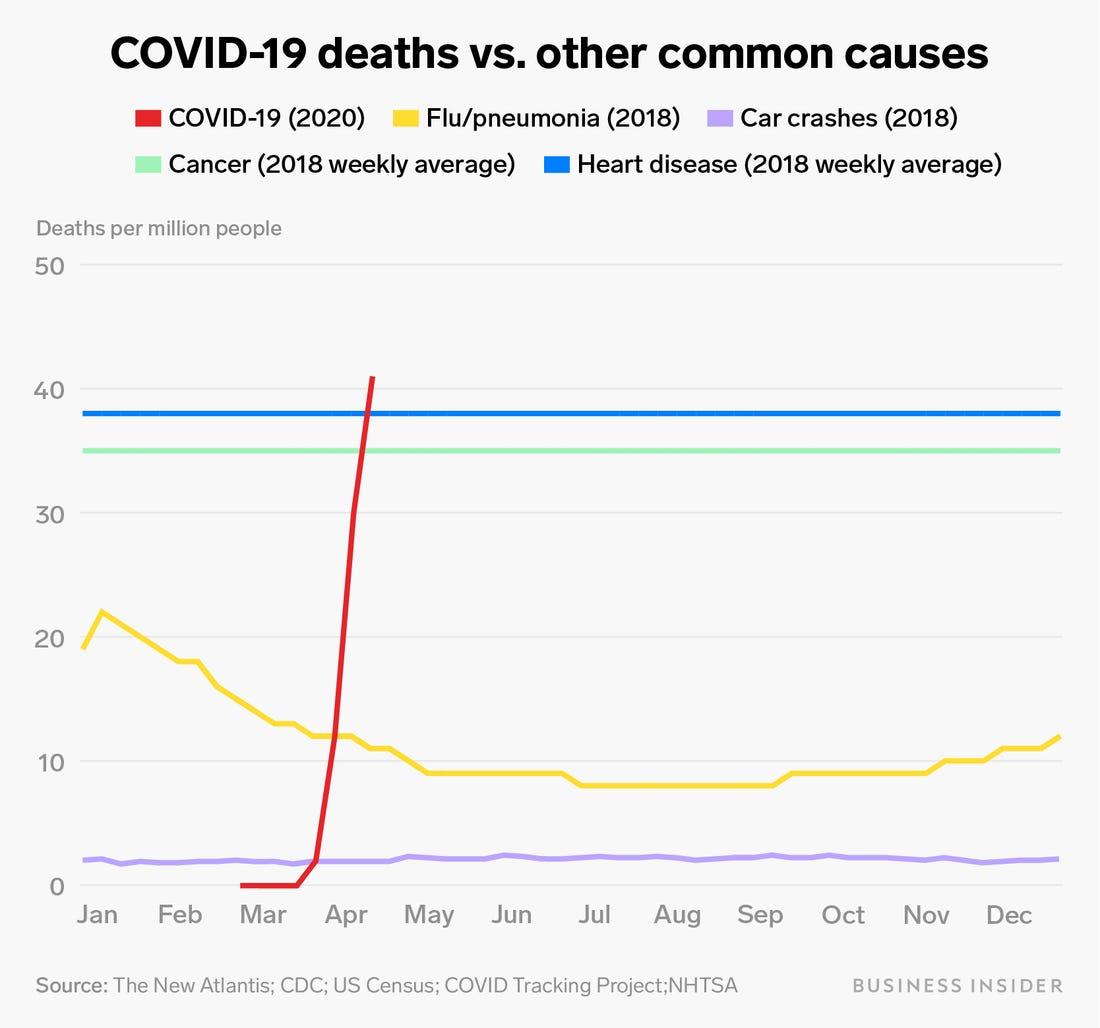 COVID-19 deaths vs. other common causes
COVID-19 (2020) Flu/pneumonia (2018) Car crashes (2018)
Cancer (2018 weekly average) Heart disease (2018 weekly average)
Deaths per million people
50
40
30
20
10
0
Jan Feb Mar Apr May Jun Jul Aug Sep Oct Nov Dec
Source: The New Atlantis; CDC; US Census; COVID Tracking Project;NHTSA BUSINESS INSIDER